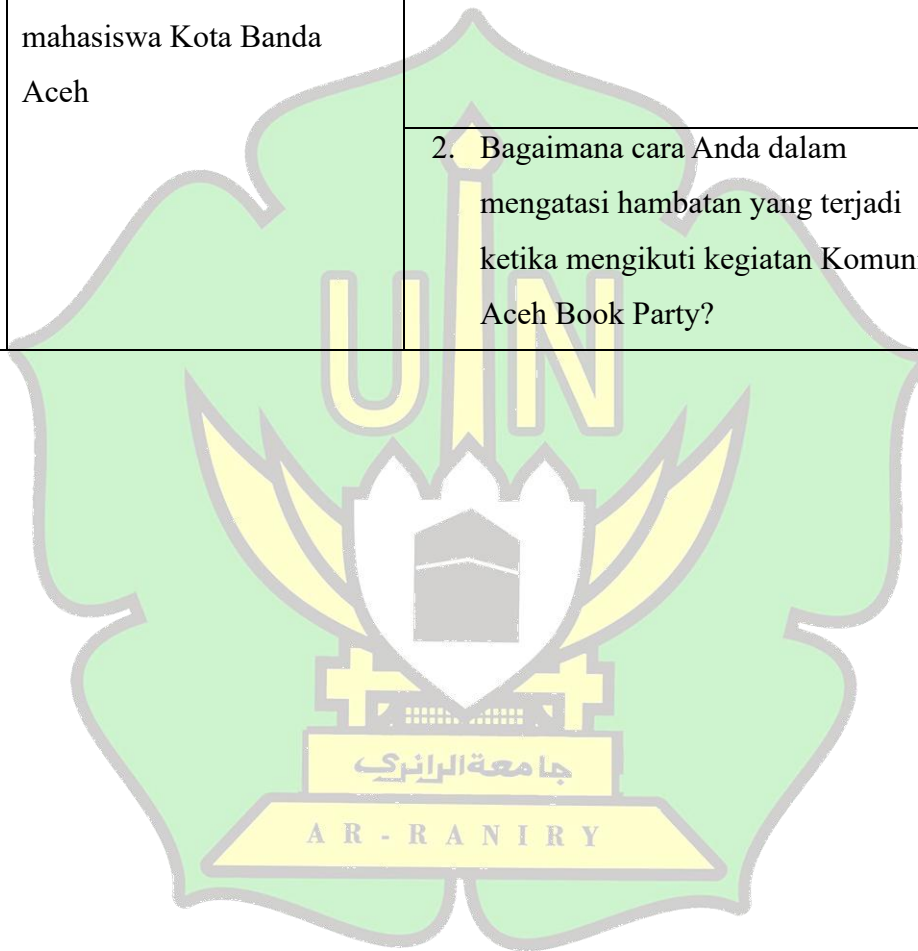 mahasiswa Kota Banda
Aceh
2. Bagaimana cara Anda dalam
mengatasi hambatan yang terjadi
ketika mengikuti kegiatan
Aceh Book Party?
UIN
جامعة الرانري
AR-RANIRY